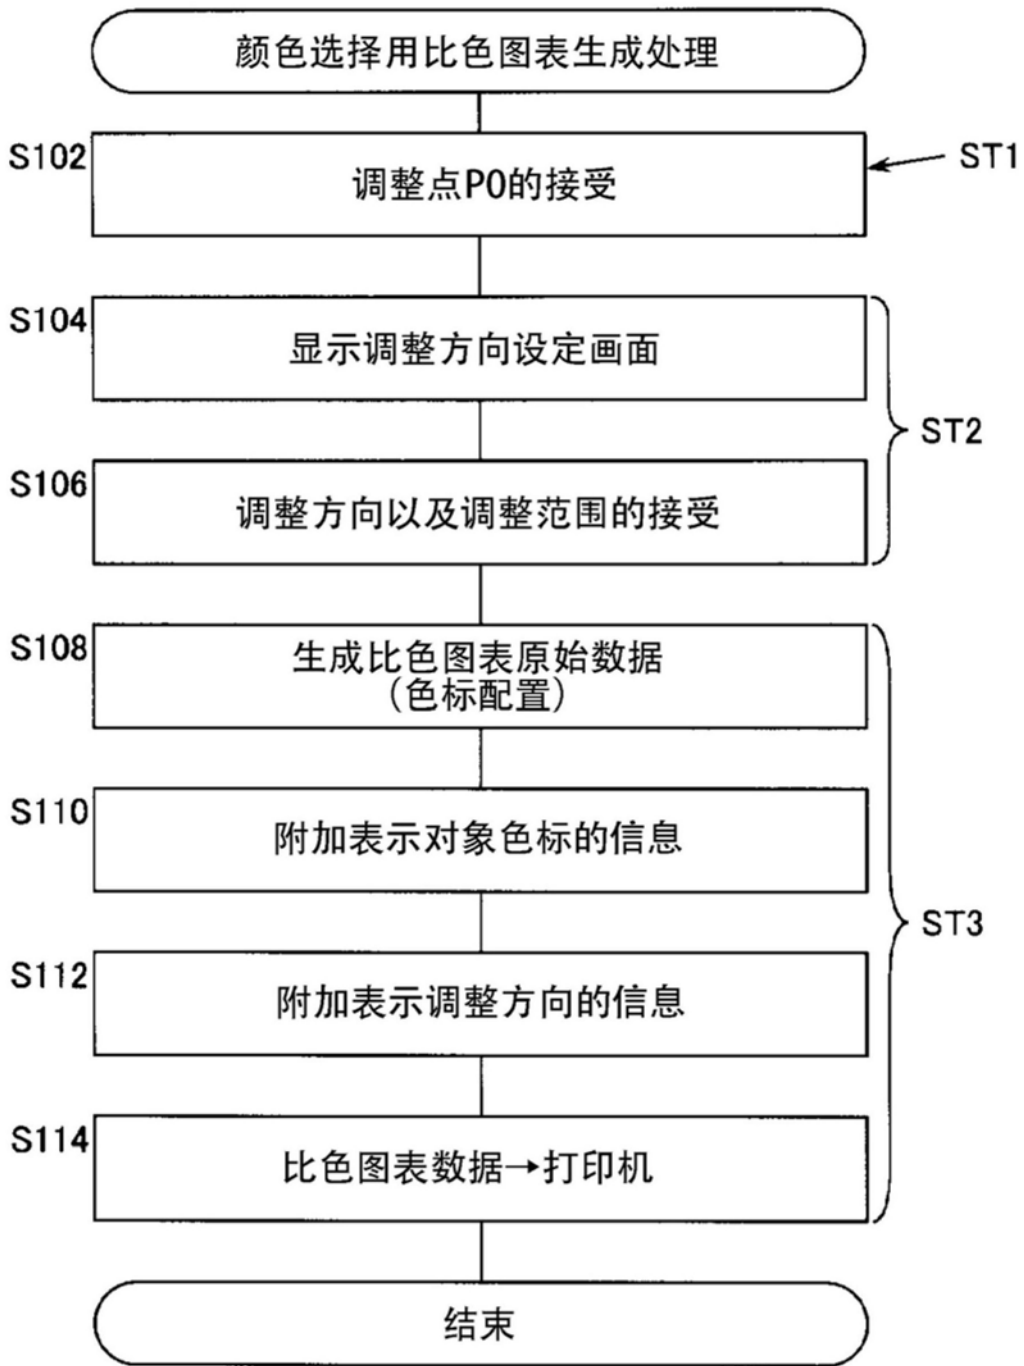 颜色选择用比色图表生成处理
S102
调整点P0的接受
ST1
S104
显示调整方向设定画面
ST2
S106
调整方向以及调整范围的接受
S108
生成比色图表原始数据
(色标配置)
S110
附加表示对象色标的信息
ST3
S112
附加表示调整方向的信息
S114
比色图表数据→打印机
结束